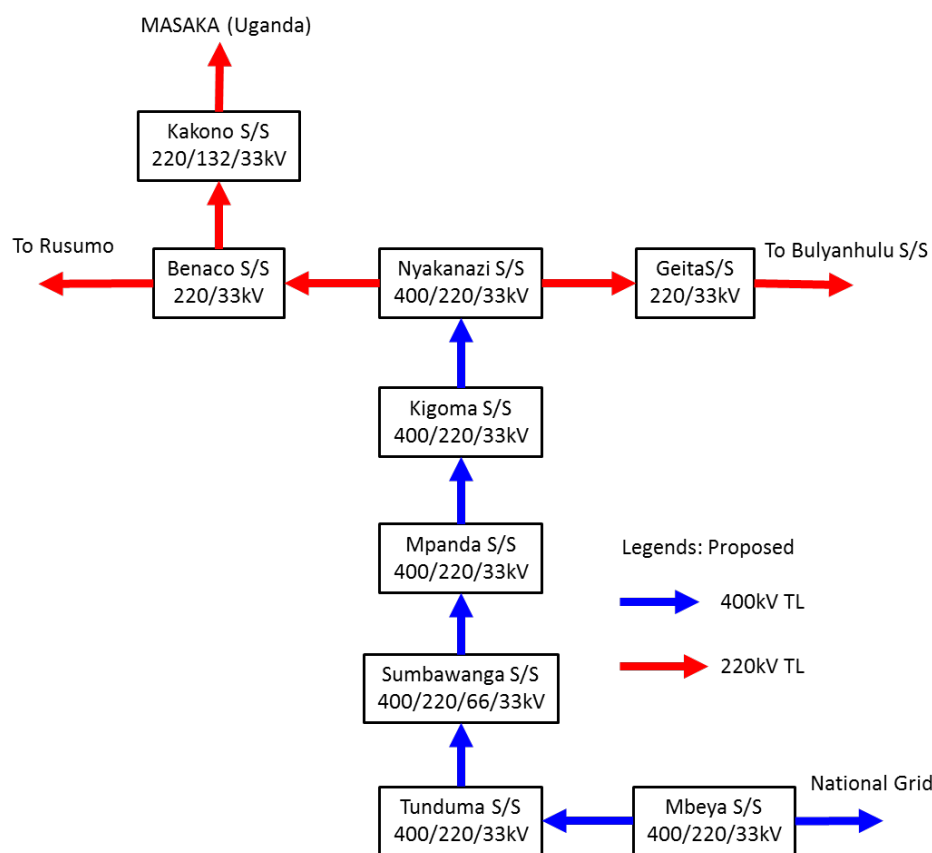 MASAKA (Uganda)
Kakono S/S
220/132/33kV
To Rusumo
Benaco S/S
220/33kV
Nyakanazi S/S
400/220/33kV
GeitaS/S
220/33kV
To Bulyanhulu S/S
Kigoma S/S
400/220/33kV
Mpanda S/S
400/220/33kV
Legends: Proposed
400kV TL
220kV TL
Sumbawanga S/S
400/220/66/33kV
Tunduma S/S
400/220/33kV
Mbeya S/S
400/220/33kV
National Grid